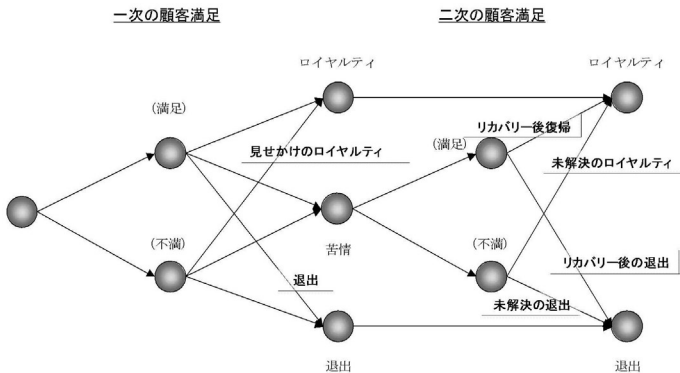 一次の顧客満足
二次の顧客満足
ロイヤルティ
ロイヤルティ
(満足)
リカバリー後復帰
(満足)
見せかけのロイヤルティ
未解決のロイヤルティ
(不満)
苦情
(不満)
リカバリー後の退出
退出
未解決の退出
退出
退出